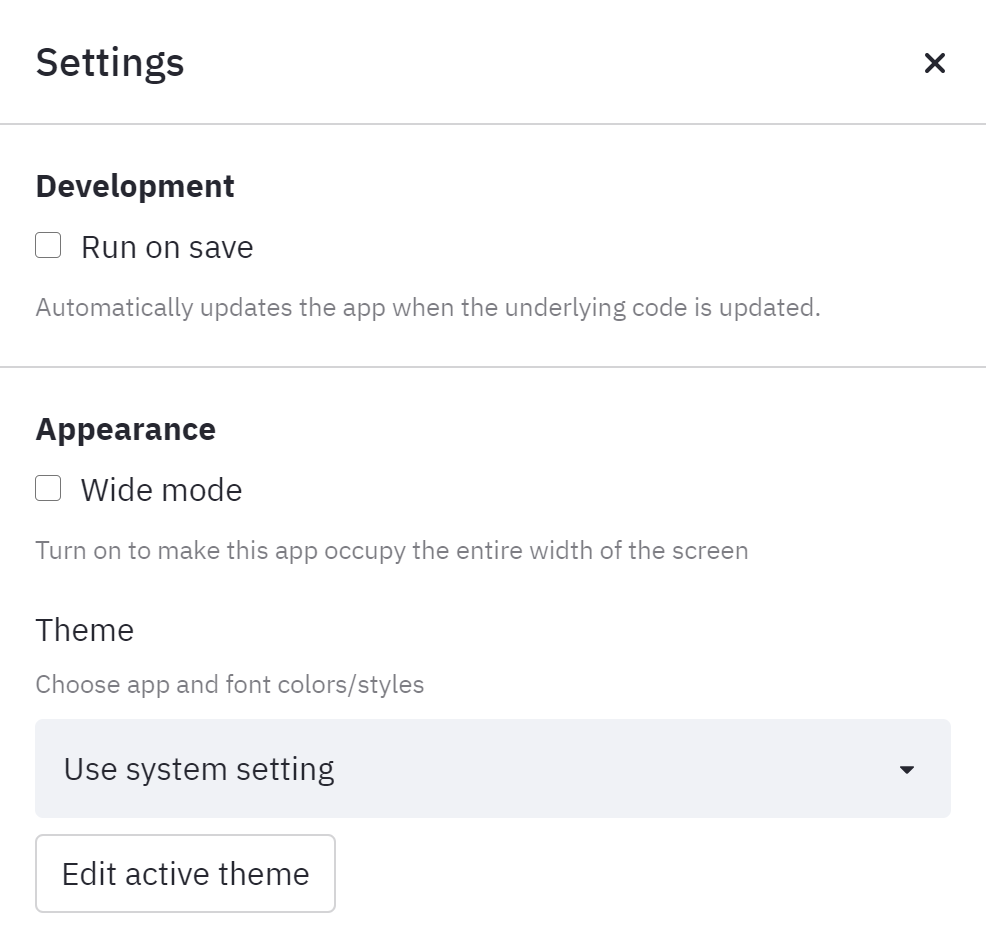 Settings
Development
Run on save
Automatically updates the app when the underlying code is updated.
Appearance
Wide mode
Turn on to make this app occupy the entire width of the screen
Theme
Choose app and font colors/styles
Use system setting
Edit active theme